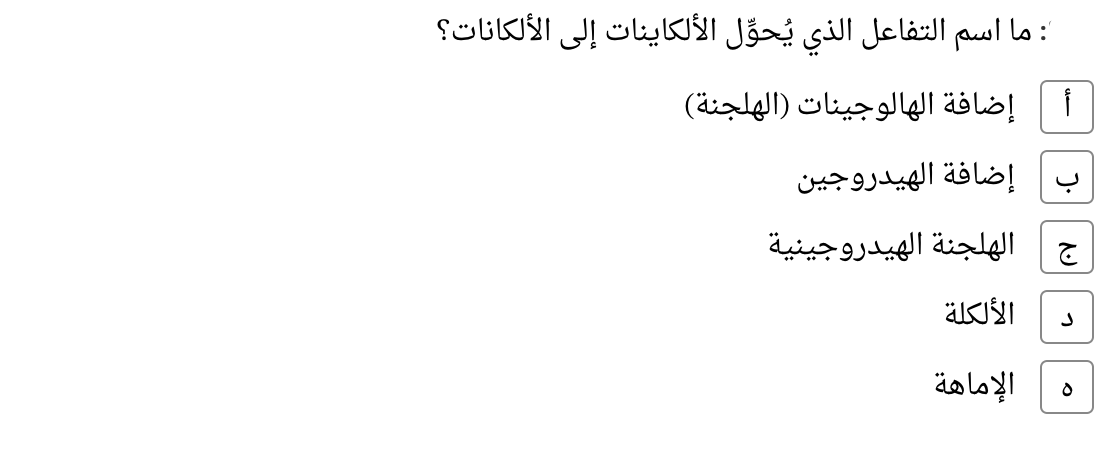 : ما اسم التفاعل الذي يُحوِّل الألكاينات إلى الألكانات؟
أ إضافة الهالوجينات (الهلجنة)
ب إضافة الهيدروجين
ج الهلجنة الهيدروجينية
د الألكلة
ه الإماهة